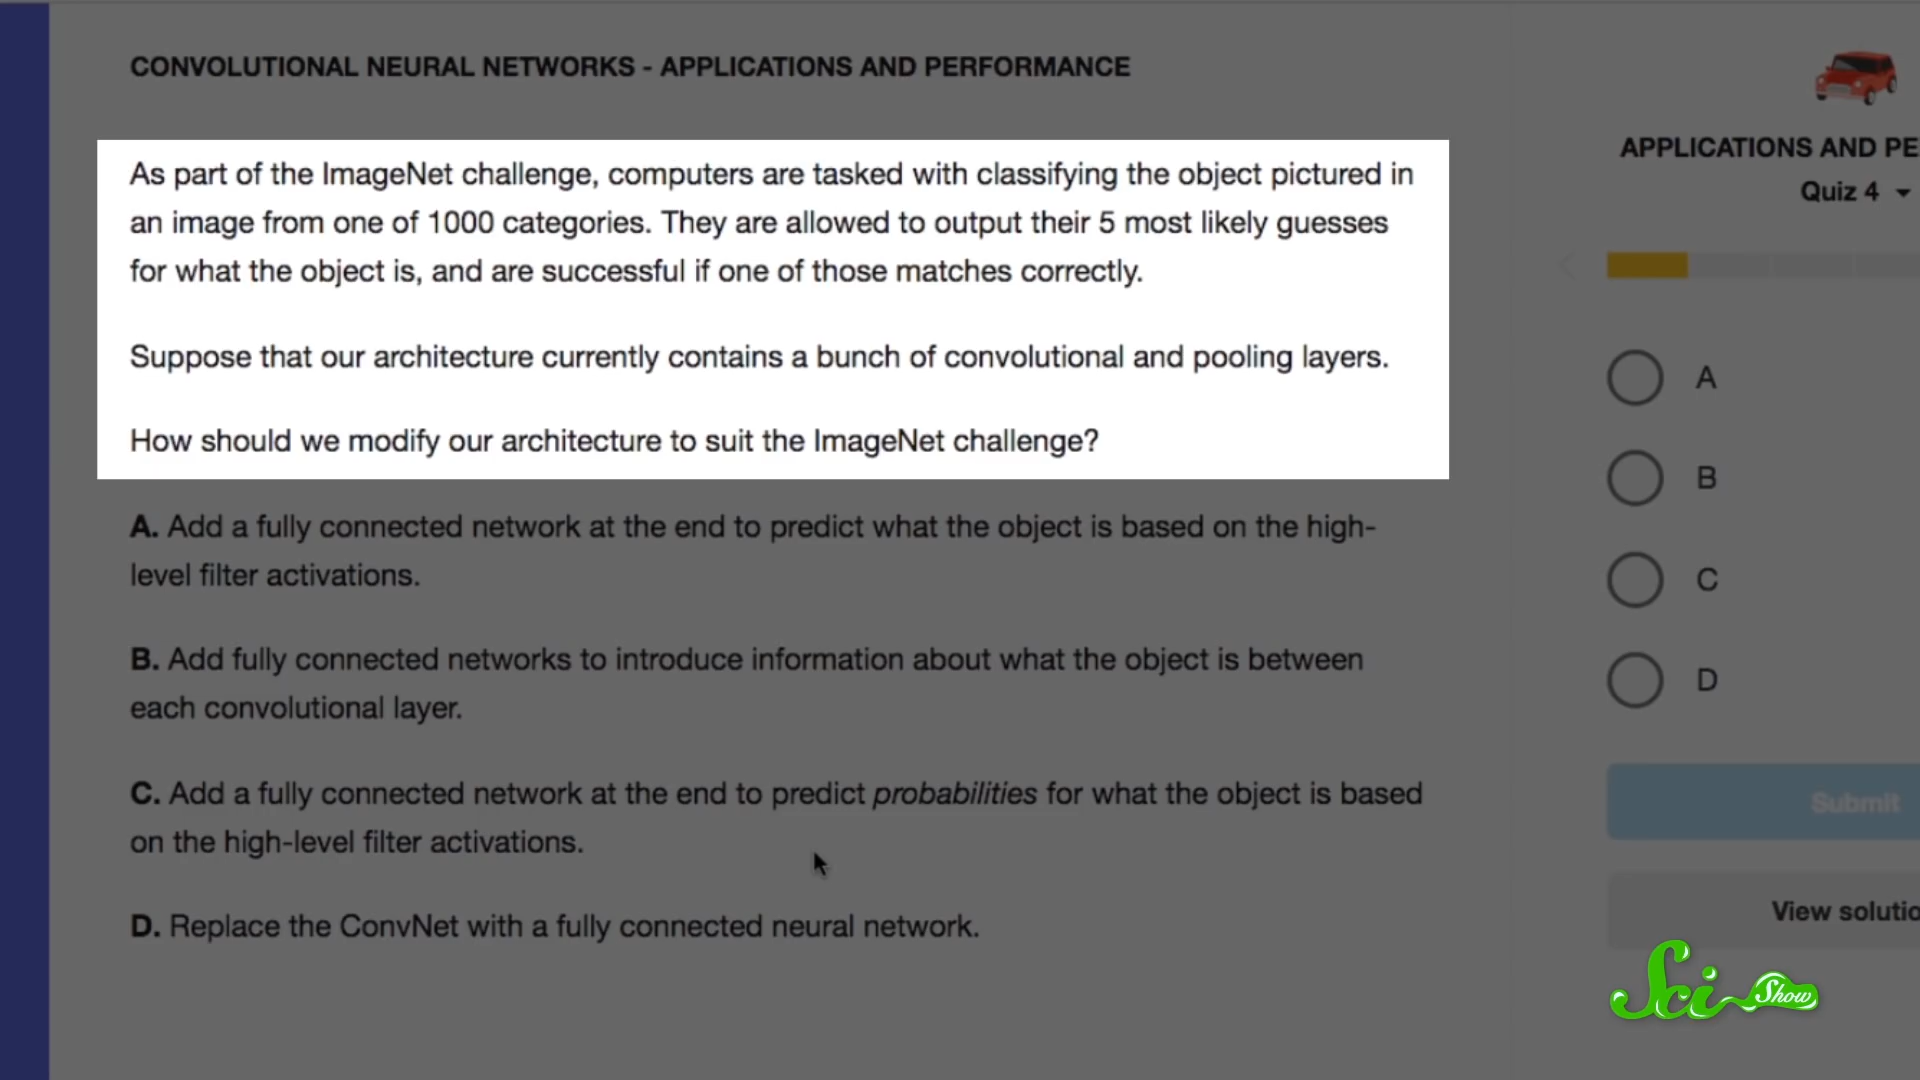 CONVOLUTIONAL NEURAL NETWORKS - APPLICATIONS AND PERFORMANCE
As part of the ImageNet challenge, computers are tasked with classifying the object pictured in
an image from one of 1000 categories. They are allowed to output their 5 most likely guesses
for what the object is, and are successful if one of those matches correctly.
Suppose that our architecture currently contains a bunch of convolutional and pooling layers.
How should we modify our architecture to suit the ImageNet challenge?
A. Add a fully connected network at the end to predict what the object is based on the high-
level filter activations.
B. Add fully connected networks to introduce information about what the object is between
each convolutional layer.
C. Add a fully connected network at the end to predict probabilities for what the object is based
on the high-level filter activations.
D. Replace the ConvNet with a fully connected neural network.
APPLICATIONS AND PE
Quiz 4
A
B
C
D
Submit
View solutio
Sci Show